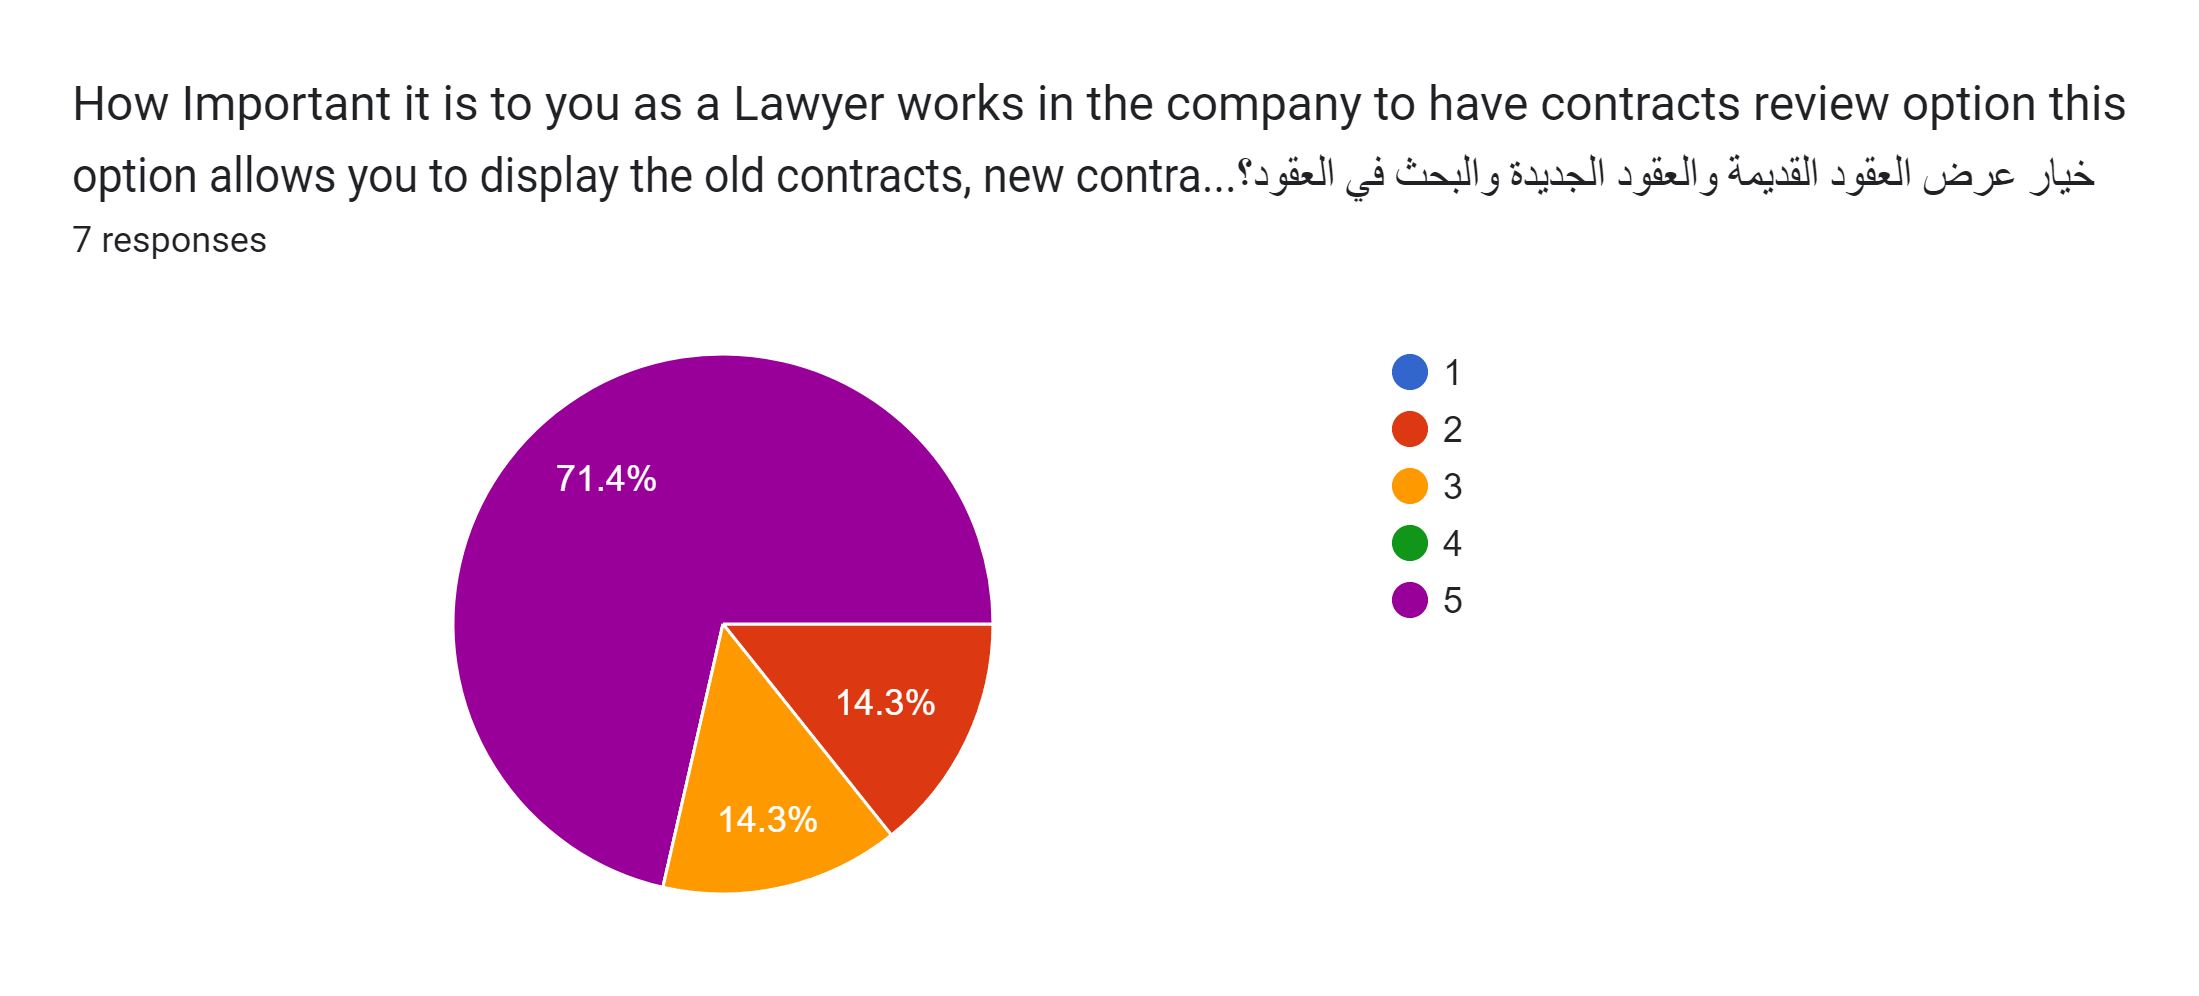 How Important it is to you as a Lawyer works in the company to have contracts review option this
option allows you to display the old contracts, new contra...خيار عرض العقود القديمة والعقود الجديدة والبحث في العقود؟
7 responses
71.4%
14.3%
14.3%
1
2
3
4
5